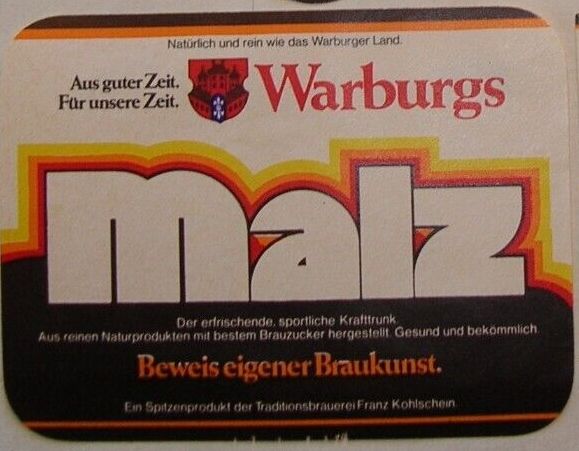 Natürlich und rein wie das Warburger Land.
Aus guter Zeit.
Für unsere Zeit.
Warburgs
malz
Der erfrischende, sportliche Krafttrunk.
Aus reinen Naturprodukten mit bestem Brauzucker hergestellt. Gesund und bekömmlich.
Beweis eigener Braukunst.
Ein Spitzenprodukt der Traditionsbrauerei Franz Kohlschein.